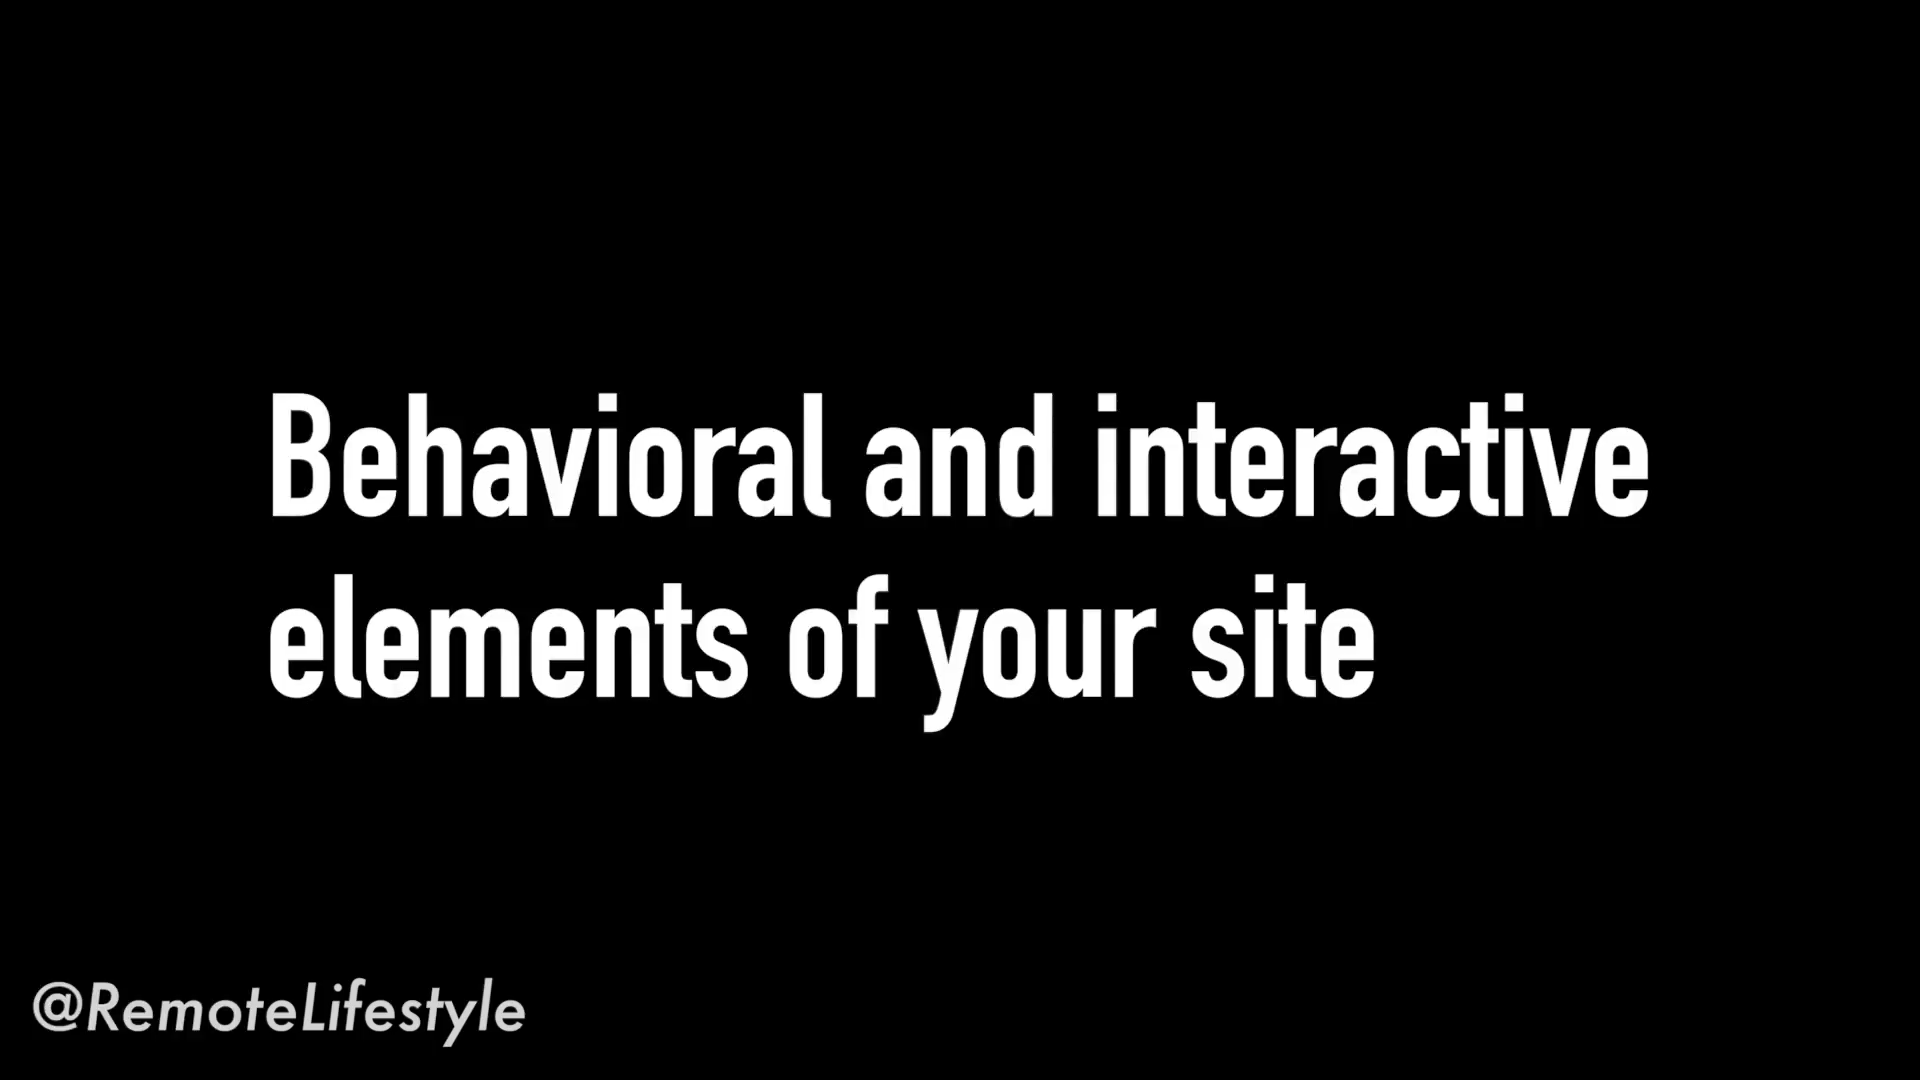 Behavioral and interactive
elements of your site
@RemoteLifestyle